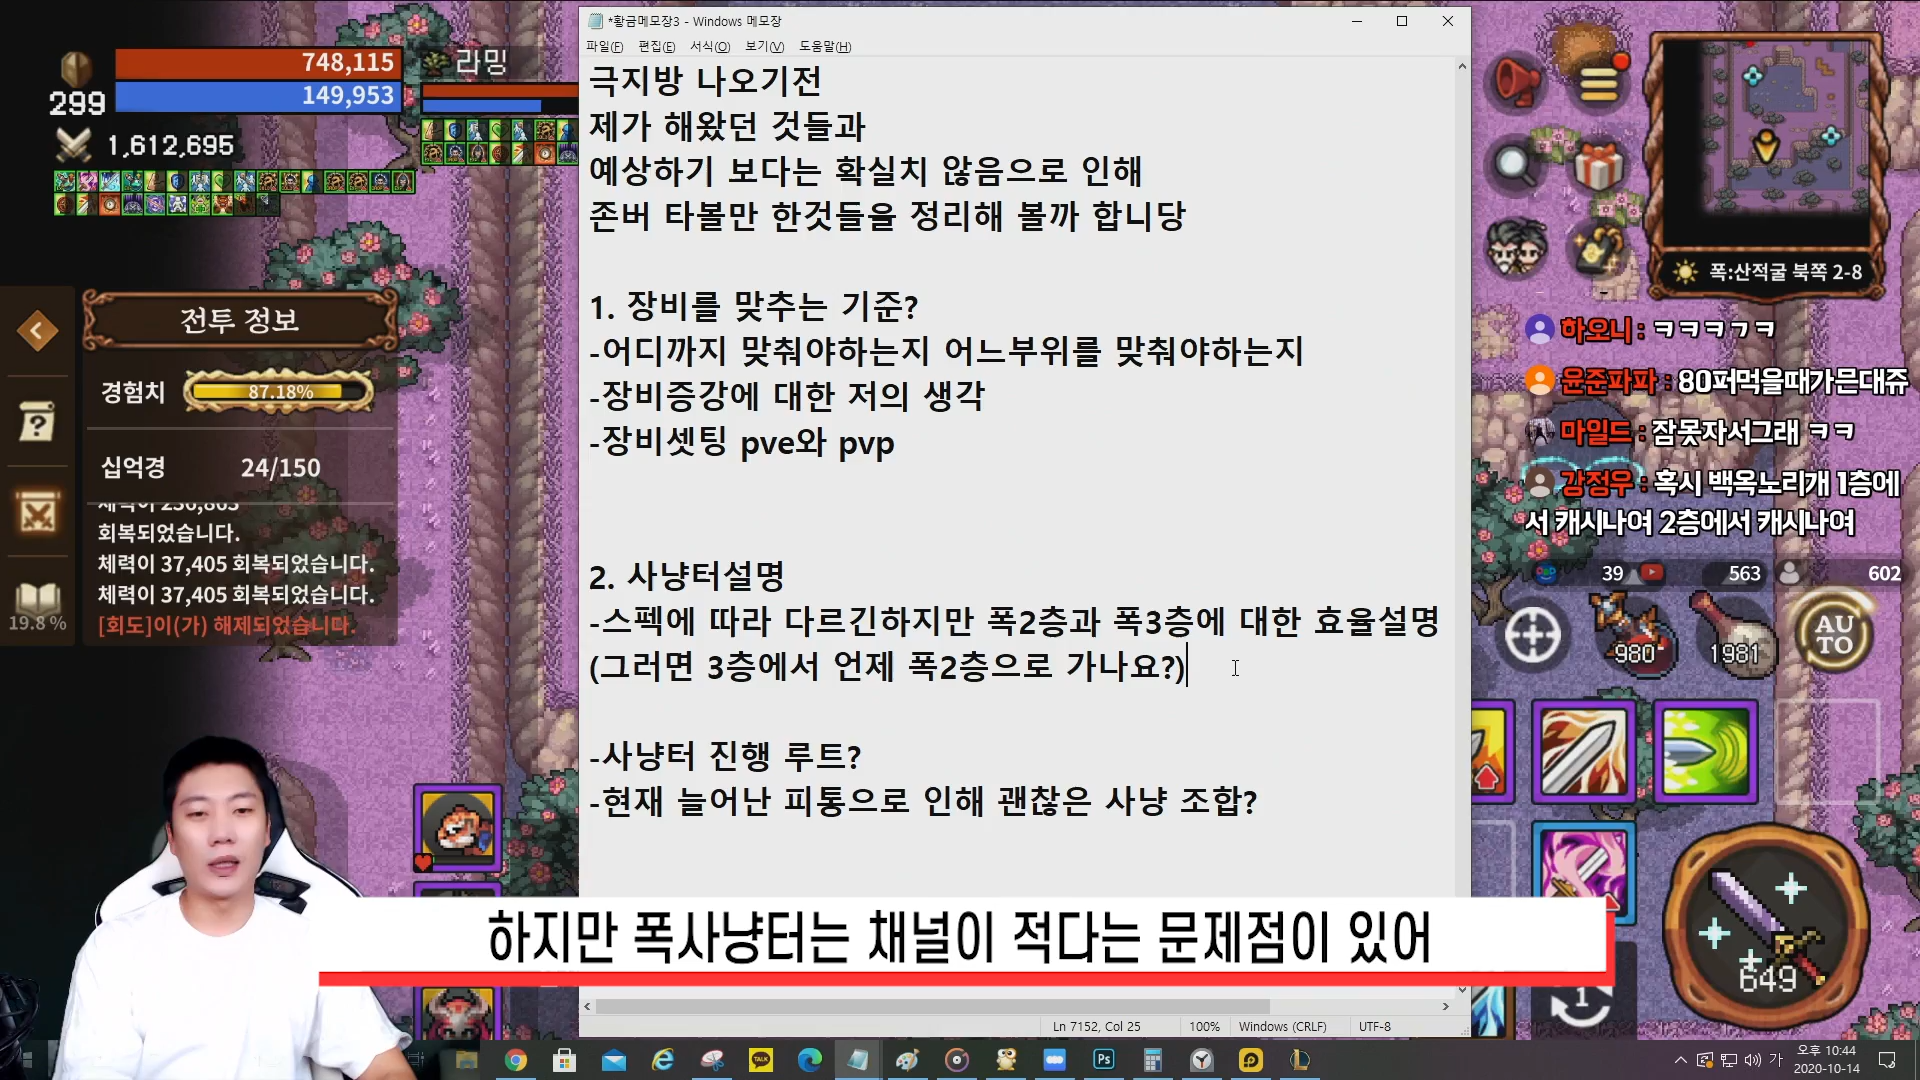 *황금메모장3 - Windows 메모장
파일(F) 편집(E) 서식(O) 보기(V) 도움말(H)
극지방 나오기전
제가 해왔던 것들과
예상하기 보다는 확실치 않음으로 인해
존버 타볼만 한것들을 정리해 볼까 합니당
1. 장비를 맞추는 기준?
-어디까지 맞춰야하는지 어느부위를 맞춰야하는지
-장비증강에 대한 저의 생각
-장비셋팅 pve와 pvp
2. 사냥터설명
-스펙에 따라 다르긴하지만 폭2층과 폭3층에 대한 효율설명
(그러면 3층에서 언제 폭2층으로 가나요?)
-사냥터 진행 루트?
-현재 늘어난 피통으로 인해 괜찮은 사냥 조합?
Ln 7152, Col 25 100% Windows (CRLF) UTF-8
748,115
299
149,953
1,612,695
라밍
전투 정보
경험치 87.18%
십억경 24/150
체력이 236,863
회복되었습니다.
체력이 37,405 회복되었습니다.
체력이 37,405 회복되었습니다.
[회도]이(가) 해제되었습니다.
19.8 %
폭:산적굴 북쪽 2-8
하오니 : ㅋㅋㅋㄱㅋ
윤준파파 : 80퍼먹을때가믄대쥬
마일드 : 잠못자서그래 ㅋㅋ
강정우 : 혹시 백옥노리개 1층에
서 캐시나여 2층에서 캐시나여
39 563 602
980
1981
AU
TO
649
1
하지만 폭사냥터는 채널이 적다는 문제점이 있어
TALK
Ps
가
오후 10:44
2020-10-14